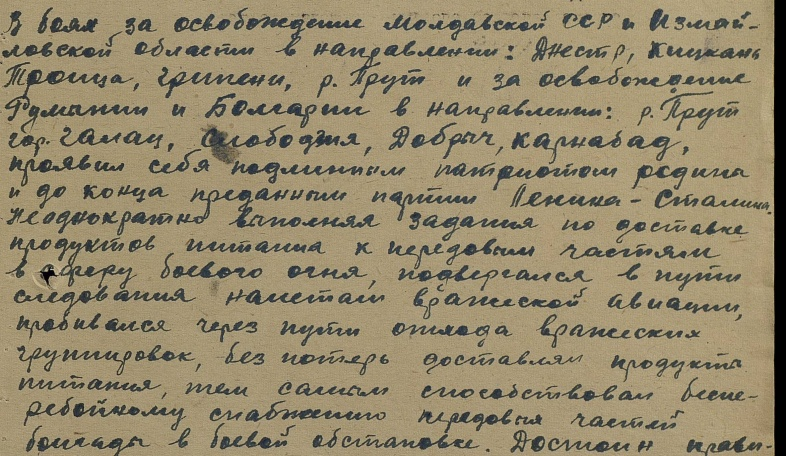 В боях за освобождение Молдавской ССР и Измаи-
ловской области в направлении: Днестр, Кицкань
Троица, Чрипени, р. Прут и за освобождение
Румынии и Болгарии в направлении: р. Прут
гор. Галац, Слободзея, Добрыч, Карнабад,
проявил себя подлинным патриотом родины
и до конца преданным партии Ленина - Сталина.
Неоднократно выполняя задания по доставке
продуктов питания к передовым частям
в сферу боевого огня, подвергался в пути
следования налетам вражеской авиации,
пробивался через пути отхода вражеских
группировок, без потерь доставлял продукты
питания, тем самым способствовал беспе-
ребойному снабжению передовых частей
бригады в боевой обстановке. Достоин прави-